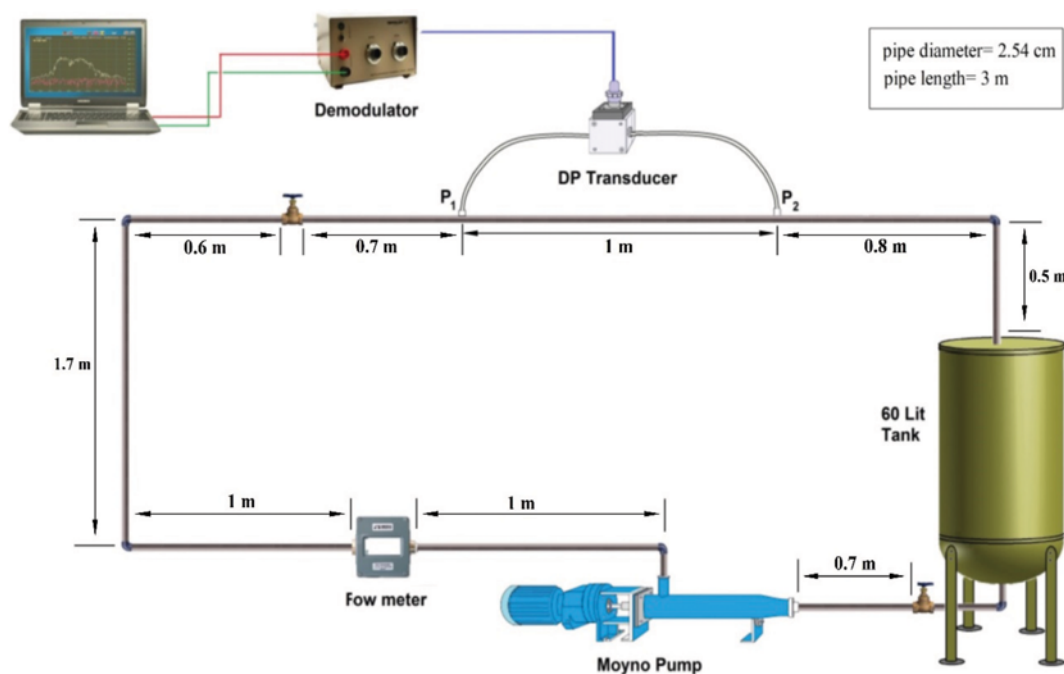 pipe diameter= 2.54 cm
pipe length= 3 m
Demodulator
DP Transducer
P1
P2
0.6 m
0.7 m
1 m
0.8 m
0.5 m
1.7 m
60 Lit
Tank
1 m
1 m
0.7 m
Fow meter
Moyno Pump